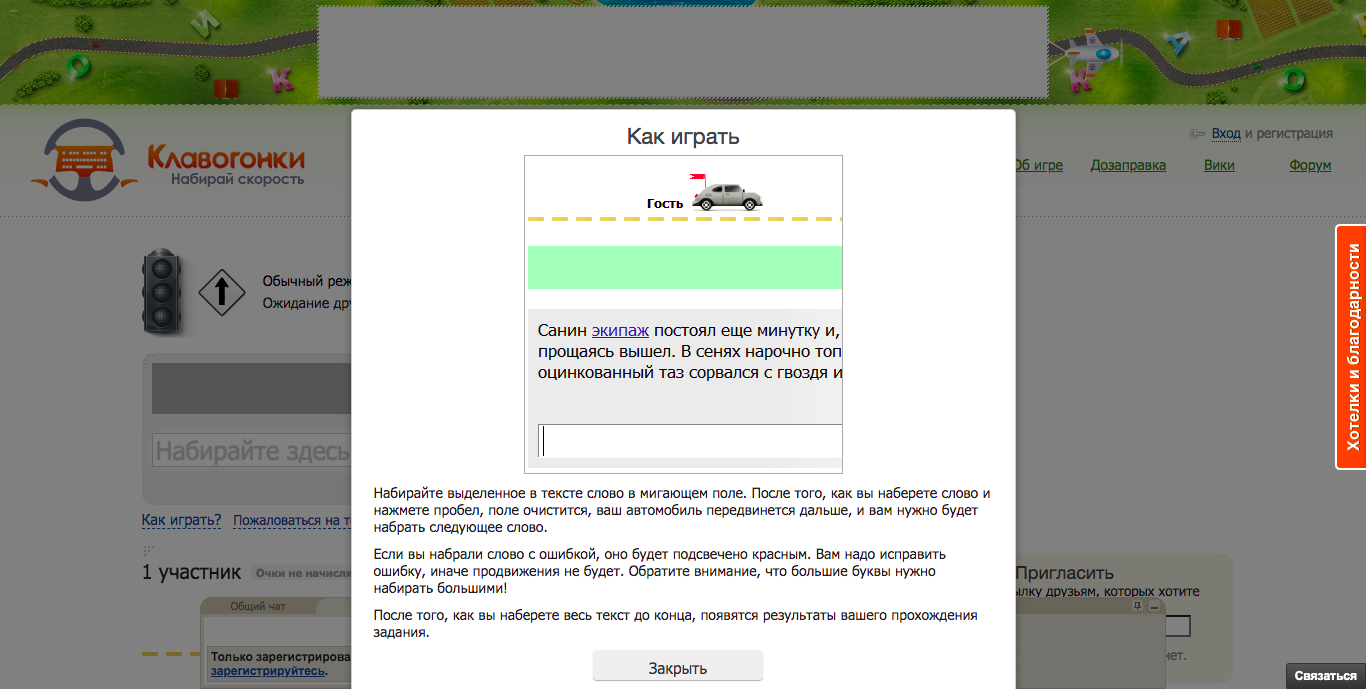 Как играть
Вход и регистрация
Клавогонки
Набирай скорость
Об игре
Дозаправка
Вики
Форум
Гость
Хотелки и благодарности
Обычный реж
Ожидание дру
Санин экипаж постоял еще минутку и,
прощаясь вышел. В сенях нарочно топ
оцинкованный таз сорвался с гвоздя и
Набирайте здесь
Набирайте выделенное в тексте слово в мигающем поле. После того, как вы наберете слово и
нажмете пробел, поле очистится, ваш автомобиль передвинется дальше, и вам нужно будет
набрать следующее слово.
Как играть?
Пожаловаться на т
Если вы набрали слово с ошибкой, оно будет подсвечено красным. Вам надо исправить
ошибку, иначе продвижения не будет. Обратите внимание, что большие буквы нужно
набирать большими!
1 участник
Очки не начисля
Пригласить
ылку друзьям, которых хотите
Общий чат
После того, как вы наберете весь текст до конца, появятся результаты вашего прохождения
задания.
Только зарегистрирова
зарегистрируйтесь.
нет.
Закрыть
Связаться